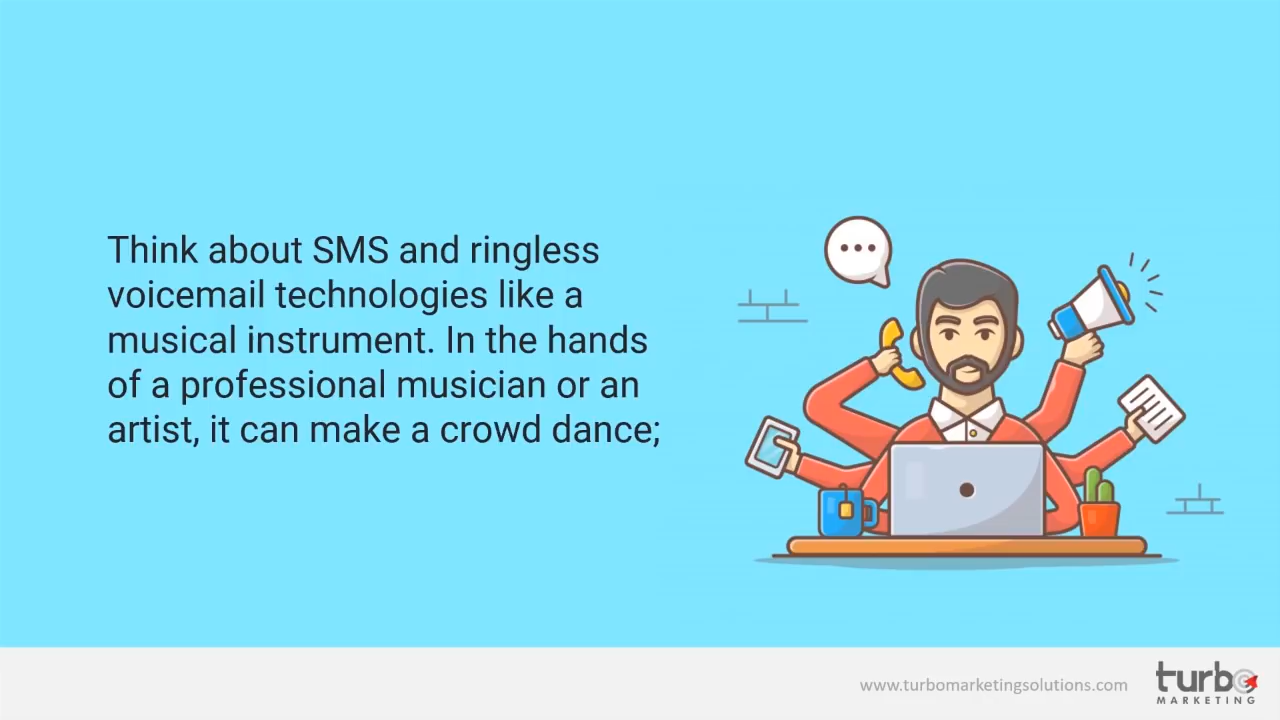 Think about SMS and ringless
voicemail technologies like a
musical instrument. In the hands
of a professional musician or an
artist, it can make a crowd dance;
www.turbomarketingsolutions.com
turbo
MARKETING